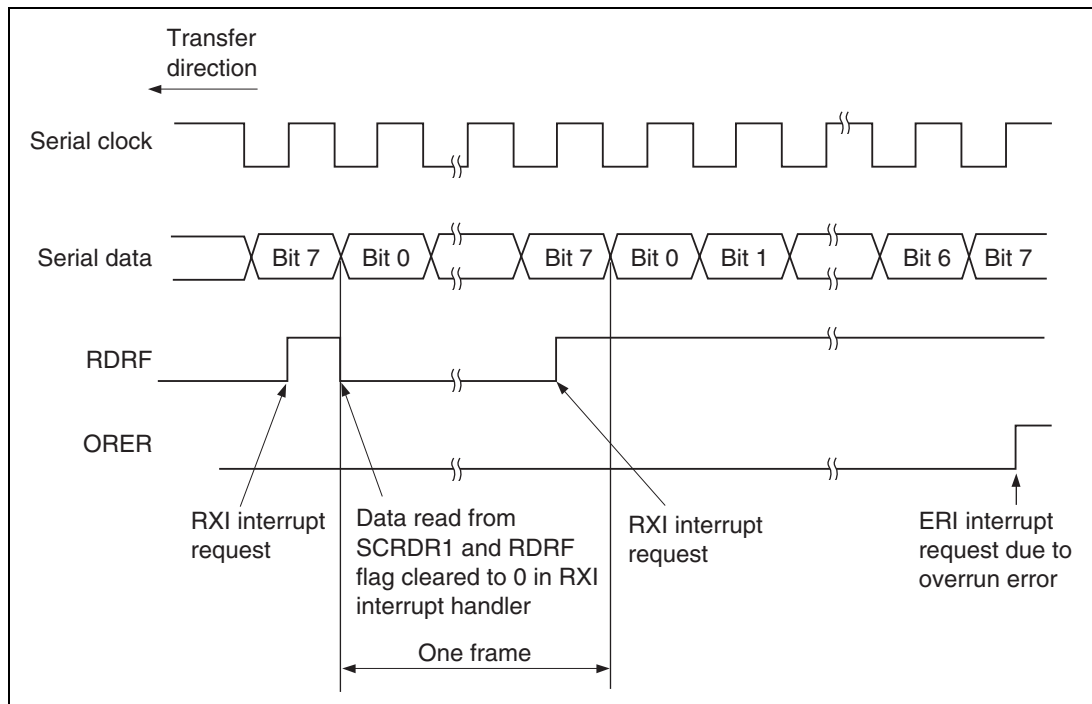 Transfer
direction
Serial clock
Serial data
Bit 7
Bit 0
Bit 7
Bit 0
Bit 1
Bit 6
Bit 7
RDRF
ORER
RXI interrupt
request
Data read from
SCRDR1 and RDRF
flag cleared to 0 in RXI
interrupt handler
RXI interrupt
request
ERI interrupt
request due to
overrun error
One frame